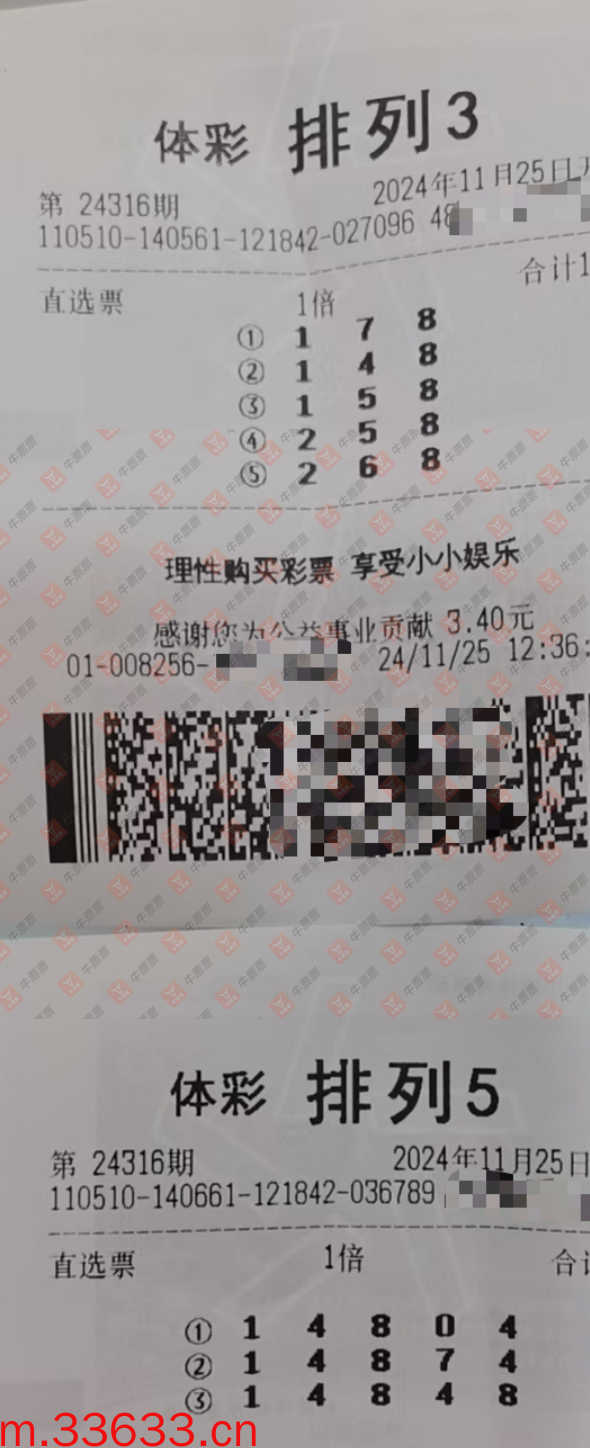 体彩 排列3
2024年11月25日开
第 24316期
110510-140561-121842-027096 48
合计1
直选票 1倍
① 1 7 8
② 1 4 8
③ 1 5 8
④ 2 5 8
⑤ 2 6 8
理性购买彩票 享受小小娱乐
感谢您为公益事业贡献 3.40元
01-008256- 24/11/25 12:36:
体彩 排列5
第 24316期 2024年11月25日
110510-140661-121842-036789
直选票 1倍 合计
① 1 4 8 0 4
② 1 4 8 7 4
③ 1 4 8 4 8
m.33633.cn